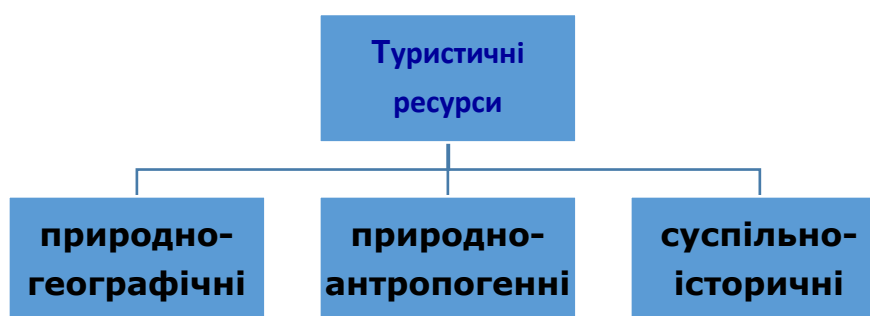 Туристичні
ресурси
природно-
географічні
природно-
антропогенні
суспільно-
історичні